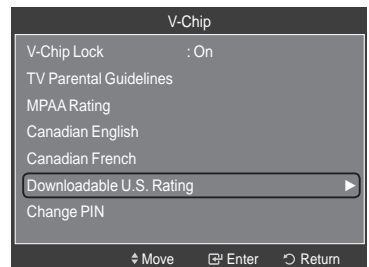 V-Chip
V-Chip Lock : On
TV Parental Guidelines
MPAA Rating
Canadian English
Canadian French
Downloadable U.S. Rating
Change PIN
Move Enter Return